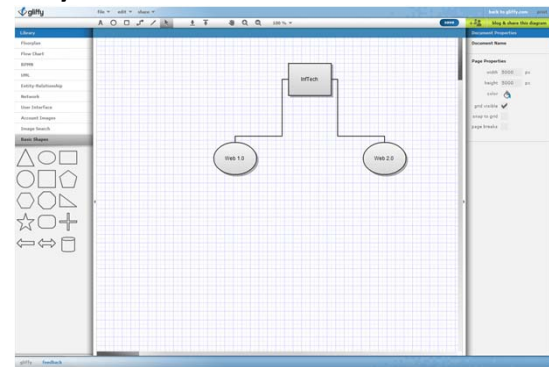 gliffy
file ▾ edit ▾ share ▾
back to gliffy.com
100 %
save
blog & share this diagram
Library
Floorplan
Flow Chart
BPMN
UML
Entity Relationship
Network
User Interface
Account Images
Image Search
Basic Shapes
InfTech
Web 1.0
Web 2.0
Document Properties
Document Name
Page Properties
width 5000 px
height 5000 px
color
grid visible
snap to grid
page breaks
gliffy feedback